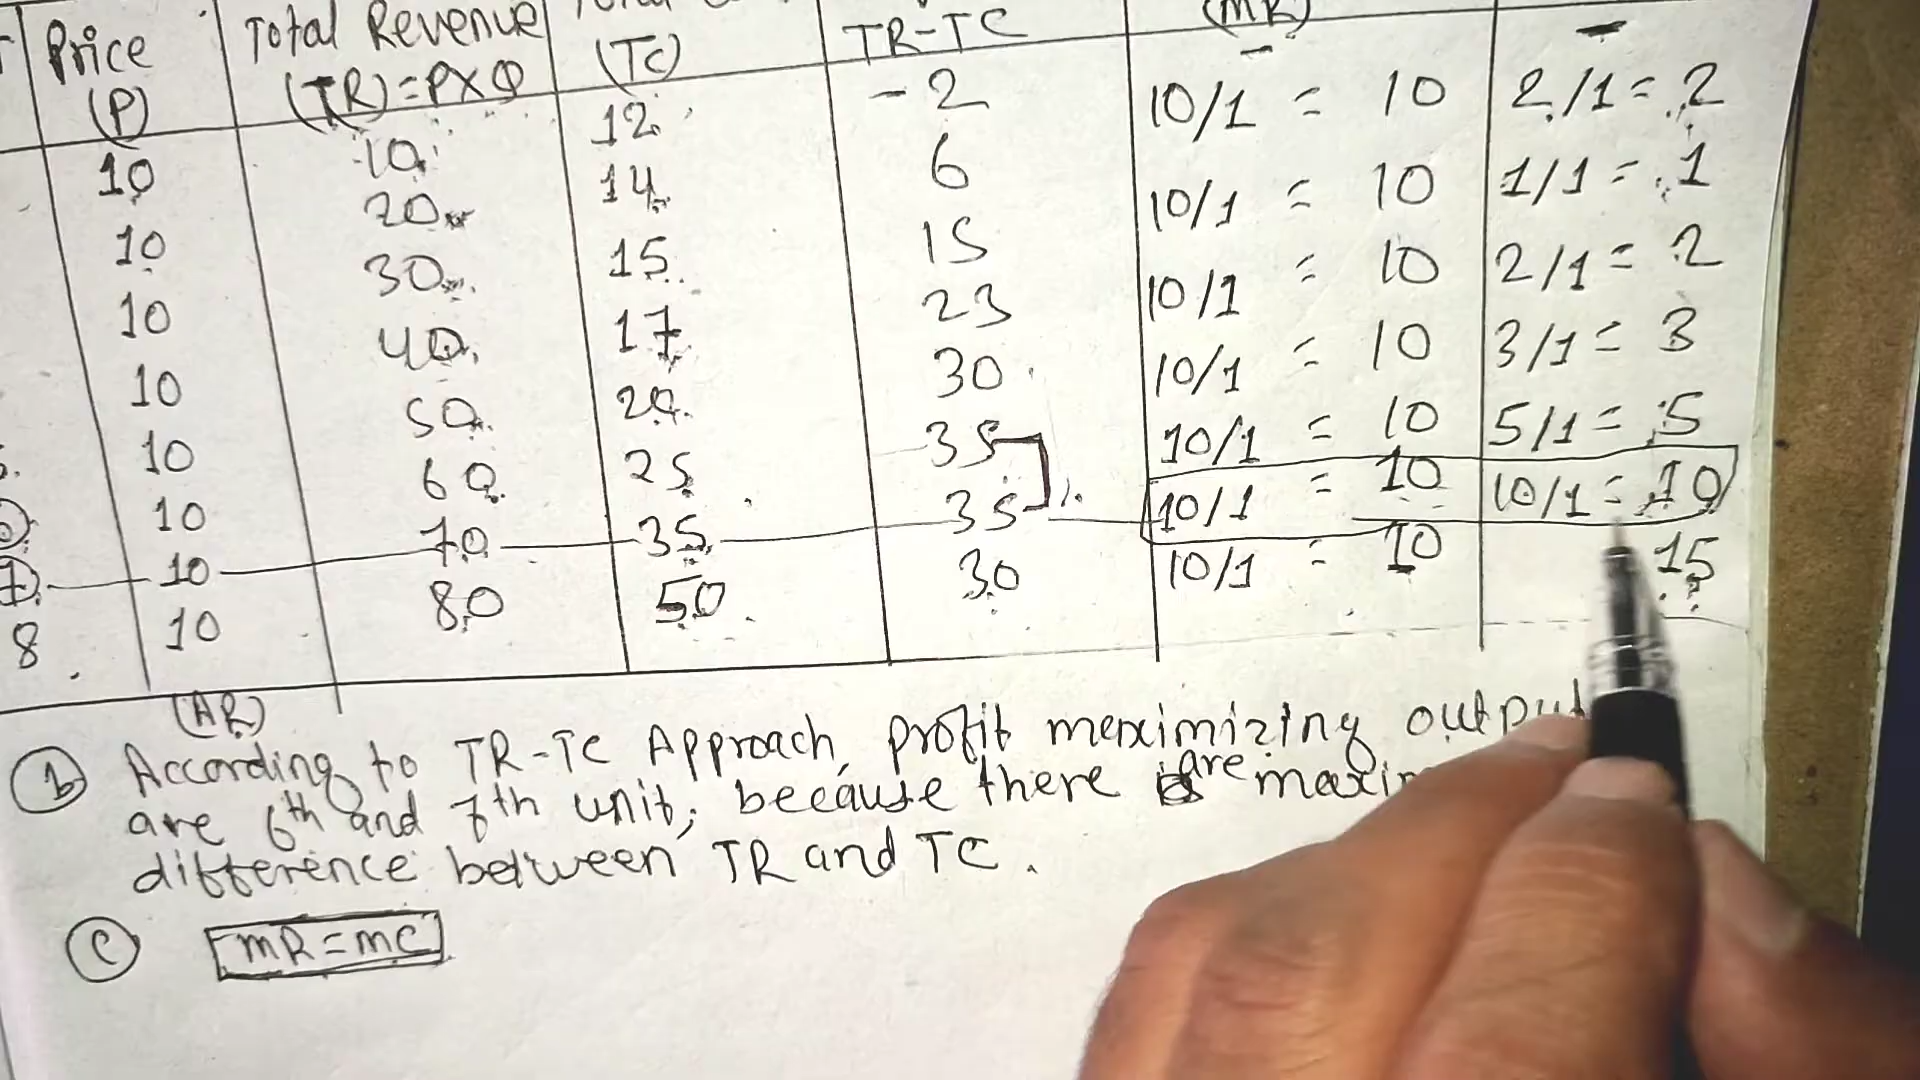 Price Total Revenue TR-TC (MR)
(P) (TR)=PXQ (TC) – –
10 10 12 -2 10/1 = 10 2/1 = 2
10 20 14 6 10/1 = 10 1/1 = 1
10 30 15 15 10/1 = 10 2/1 = 2
10 40 17 23 10/1 = 10 3/1 = 3
10 50 20 30 10/1 = 10 5/1 = 5
10 60 25 35 10/1 = 10 10/1 = 10
7 10 70 35 35 10/1 = 10 15
8 10 80 50 30
(AR)
(b) According to TR-TC Approach, profit meximizing output
are 6th and 7th unit, because there are
difference between TR and TC.
(c) MR=MC